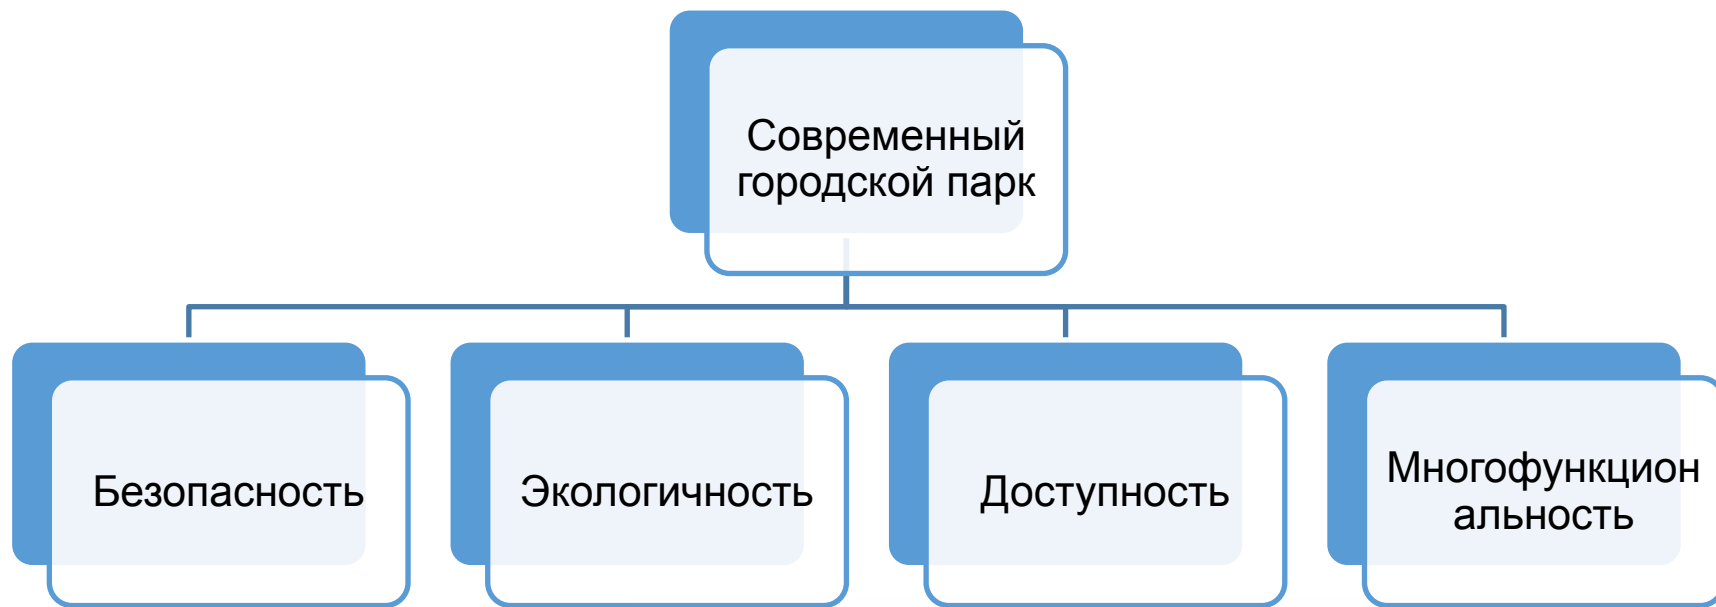 Современный
городской парк
Безопасность
Экологичность
Доступность
Многофункцион
альность